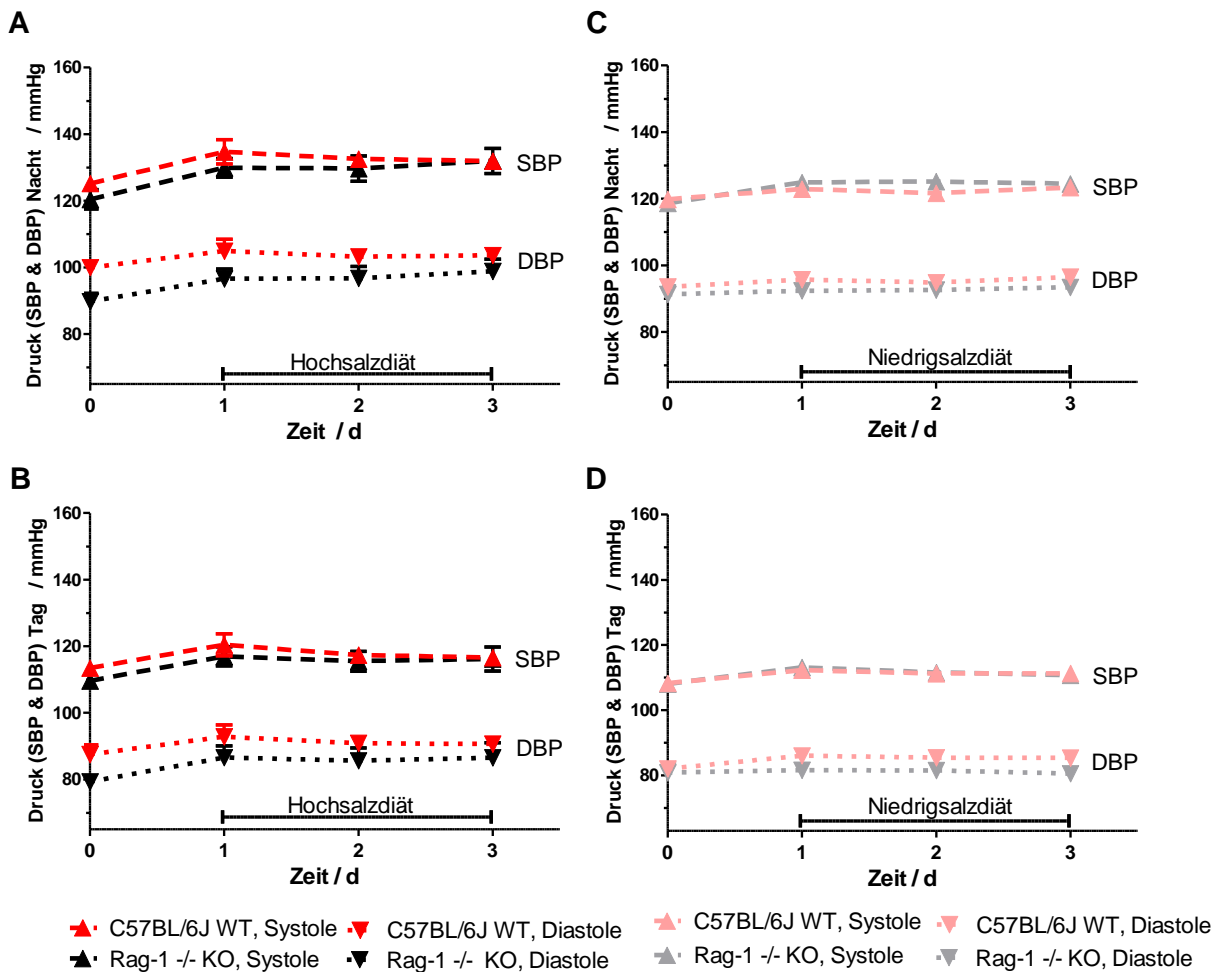 A
Druck (SBP & DBP) Nacht / mmHg
160
140
120
100
80
SBP
DBP
Hochsalzdiät
0 1 2 3
Zeit / d
C
Druck (SBP & DBP) Nacht / mmHg
160
140
120
100
80
SBP
DBP
Niedrigsalzdiät
0 1 2 3
Zeit / d
B
Druck (SBP & DBP) Tag / mmHg
160
140
120
100
80
SBP
DBP
Hochsalzdiät
0 1 2 3
Zeit / d
D
Druck (SBP & DBP) Tag / mmHg
160
140
120
100
80
SBP
DBP
Niedrigsalzdiät
0 1 2 3
Zeit / d
C57BL/6J WT, Systole
C57BL/6J WT, Diastole
Rag-1 -/- KO, Systole
Rag-1 -/- KO, Diastole
C57BL/6J WT, Systole
C57BL/6J WT, Diastole
Rag-1 -/- KO, Systole
Rag-1 -/- KO, Diastole